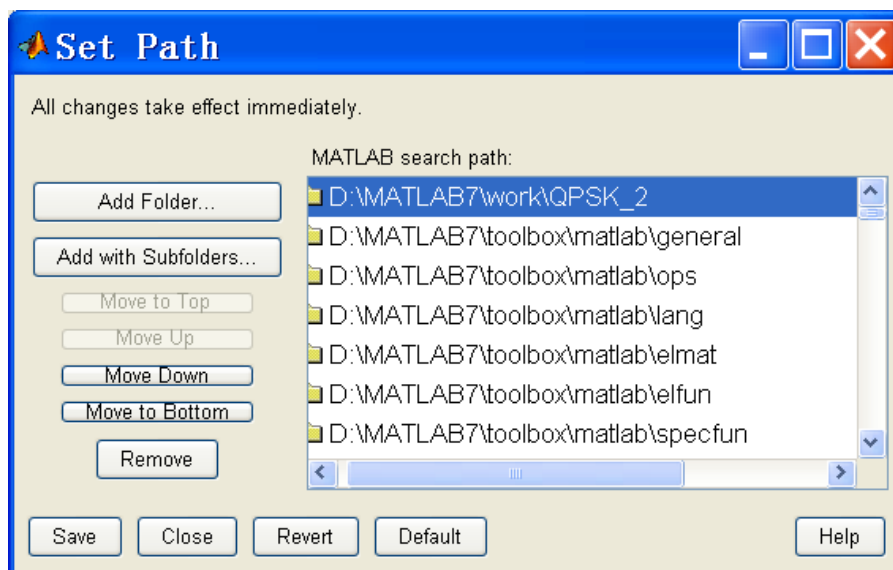 Set Path
All changes take effect immediately.
MATLAB search path:
Add Folder...
Add with Subfolders...
Move to Top
Move Up
Move Down
Move to Bottom
Remove
D:\MATLAB7\work\QPSK_2
D:\MATLAB7\toolbox\matlab\general
D:\MATLAB7\toolbox\matlab\ops
D:\MATLAB7\toolbox\matlab\lang
D:\MATLAB7\toolbox\matlab\elmat
D:\MATLAB7\toolbox\matlab\elfun
D:\MATLAB7\toolbox\matlab\specfun
Save Close Revert Default Help